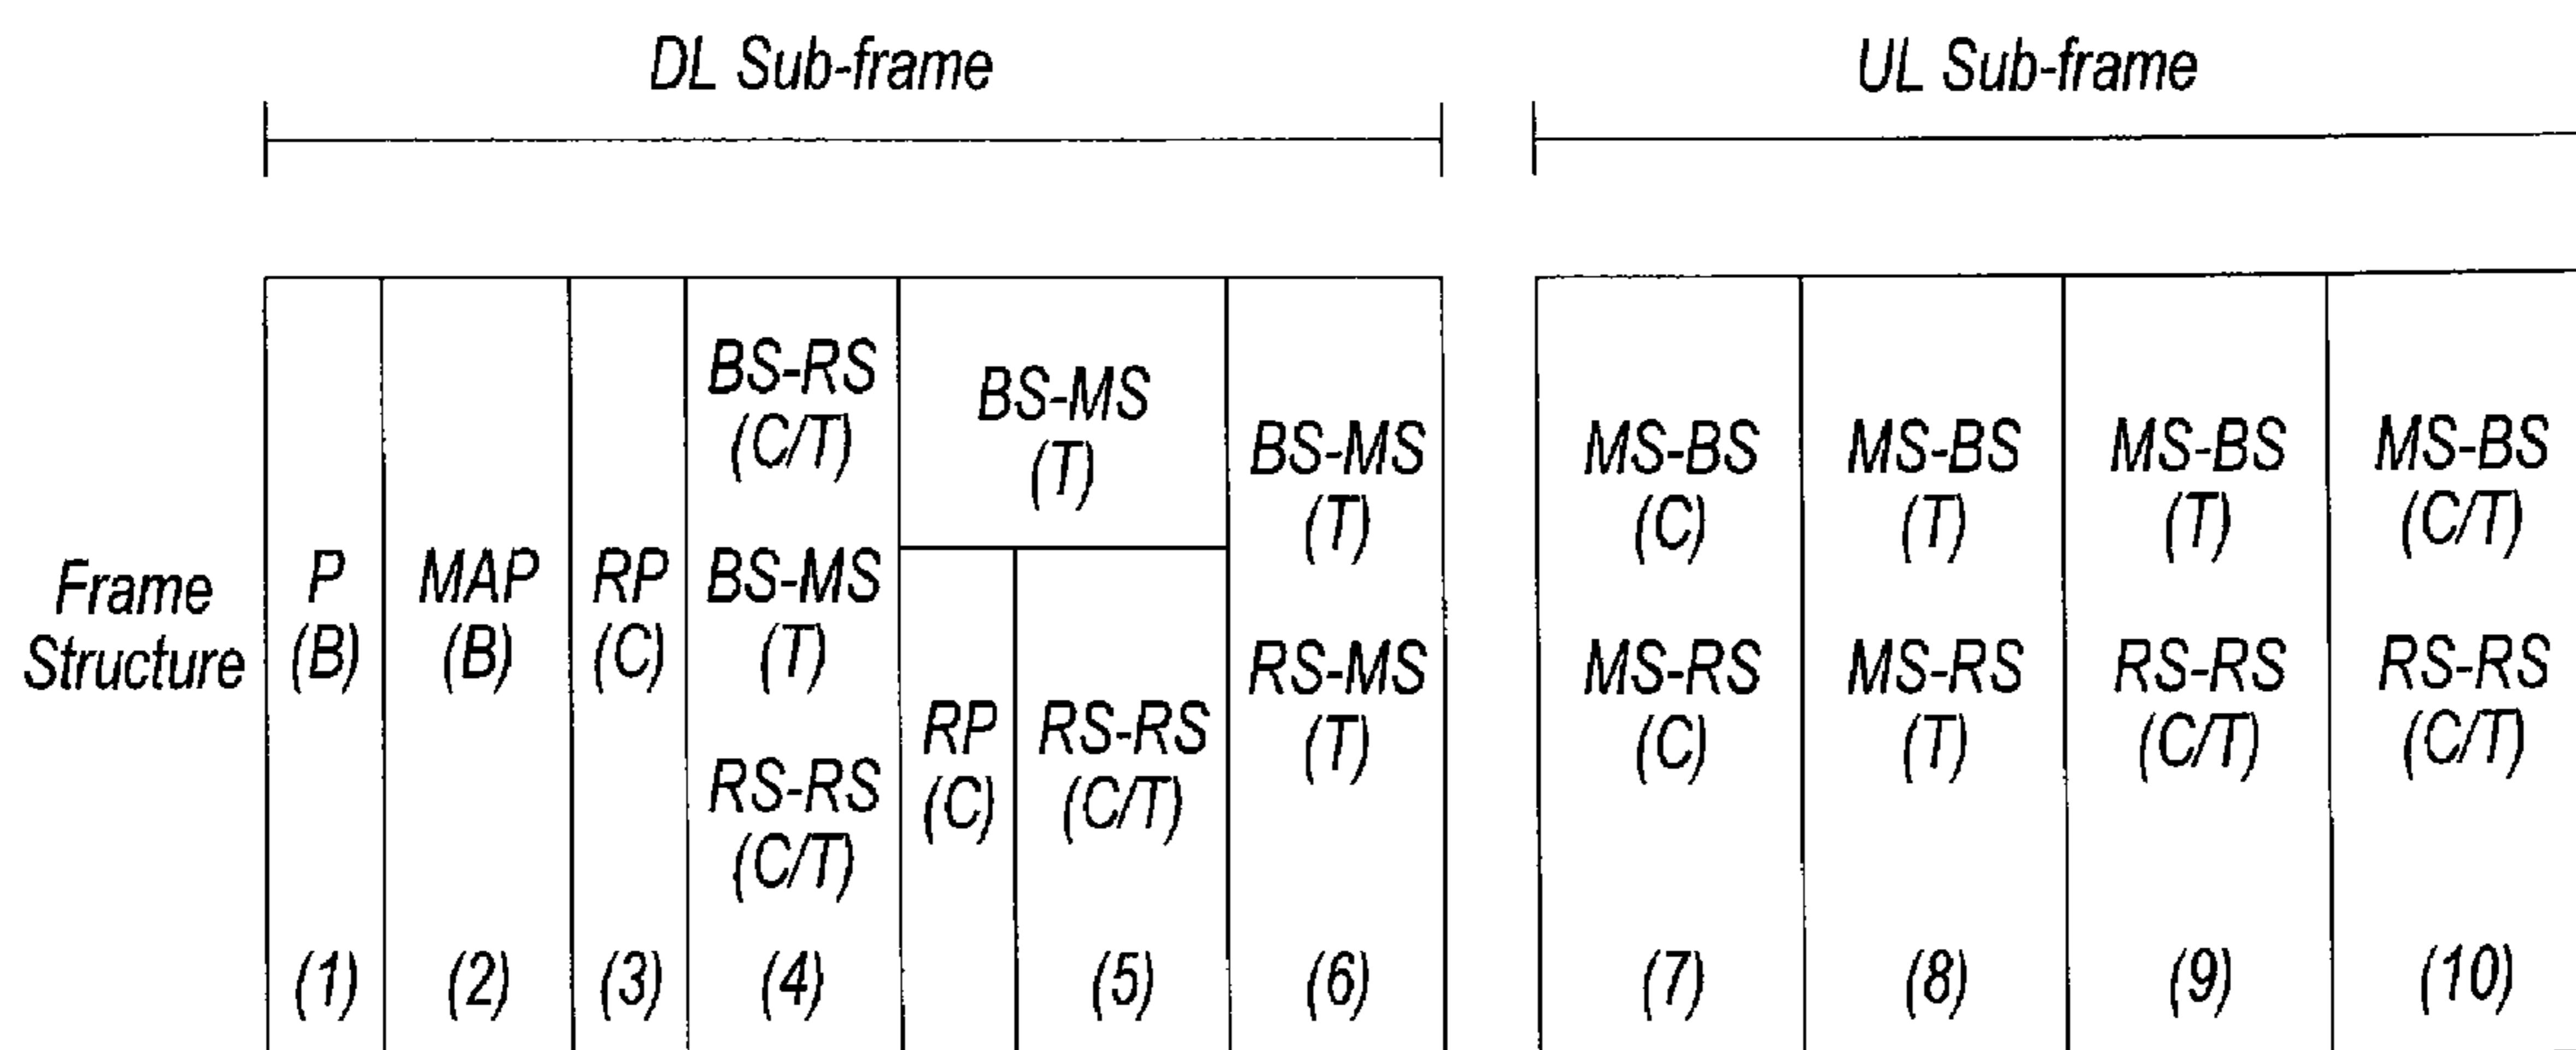 DL Sub-frame
UL Sub-frame
Frame
Structure
P
(B)
(1)
MAP
(B)
(2)
RP
(C)
(3)
BS-RS
(C/T)
BS-MS
(T)
RS-RS
(C/T)
(4)
BS-MS
(T)
RP
(C)
RS-RS
(C/T)
(5)
BS-MS
(T)
RS-MS
(T)
(6)
MS-BS
(C)
MS-RS
(C)
(7)
MS-BS
(T)
MS-RS
(T)
(8)
MS-BS
(T)
RS-RS
(C/T)
(9)
MS-BS
(C/T)
RS-RS
(C/T)
(10)